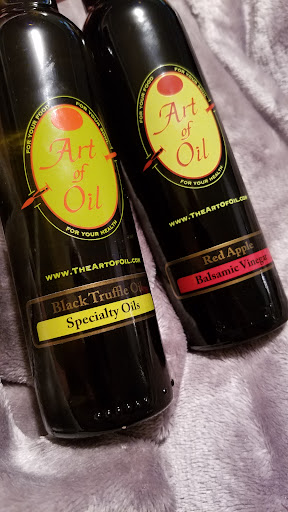 FOR YOUR FOOD
Art
of
Oil
FOR YOUR HEALTH
www.TheArtOfOil.com
Black Truffle
Specialty Oils
FOR YOUR FOOD
Art
of
Oil
FOR YOUR HEALTH
www.TheArtOfOil.com
Red Apple
Balsamic Vinegar